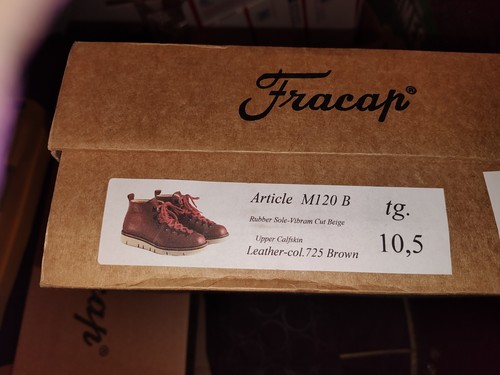 Fracap®
Article M120 B
Rubber Sole-Vibram Cut Beige
Upper Calfskin
Leather-col.725 Brown
tg.
10,5